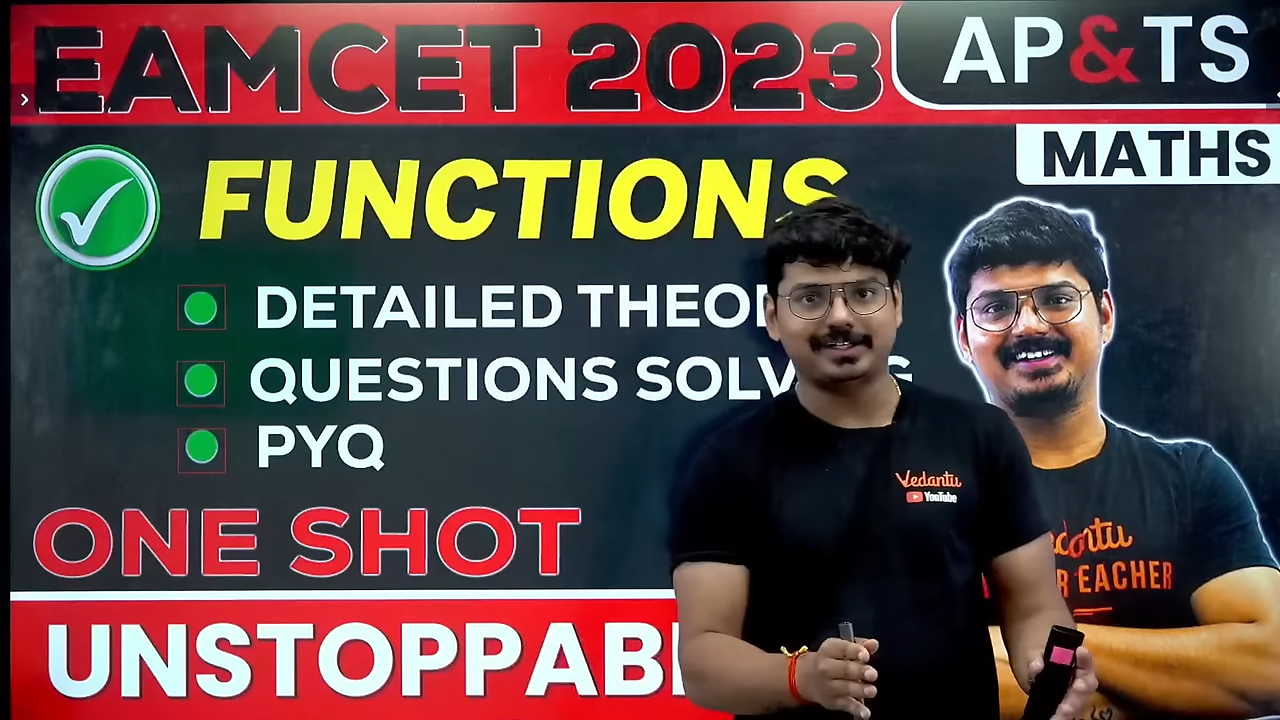 EAMCET 2023
AP&TS
MATHS
FUNCTIONS
DETAILED
QUESTIONS
PYQ
ONE SHOT
Vedantu
YouTube